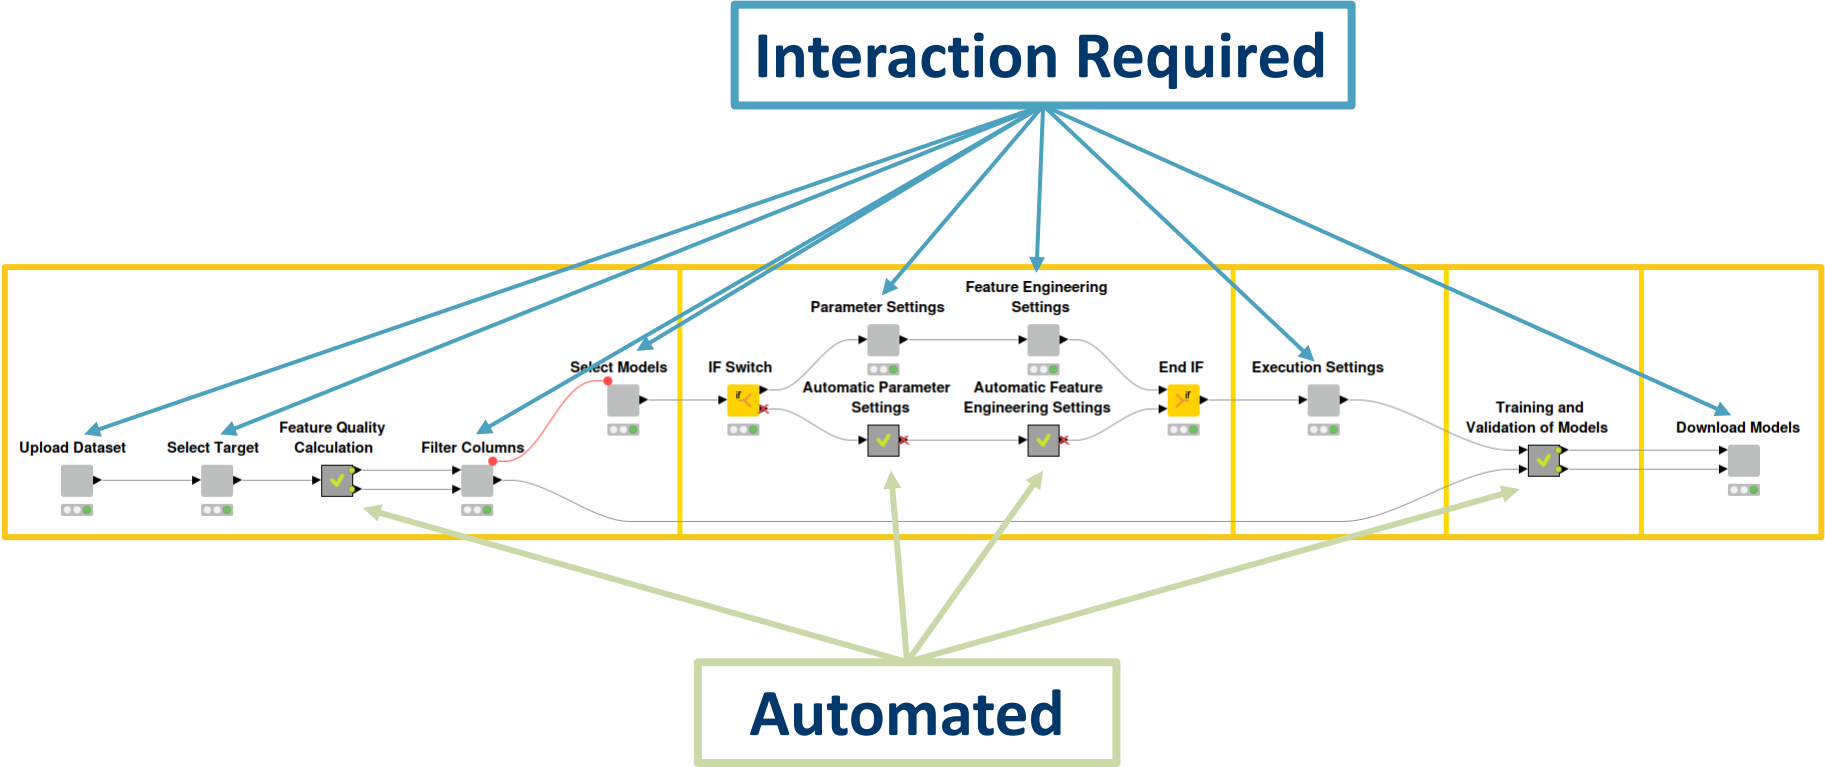 Interaction Required
Feature Engineering
Settings
Parameter Settings
Select Models
IF Switch
End IF
Execution Settings
Automatic Parameter
Settings
Automatic Feature
Engineering Settings
Training and
Validation of Models
Download Models
Upload Dataset
Select Target
Feature Quality
Calculation
Filter Columns
if
if
Automated